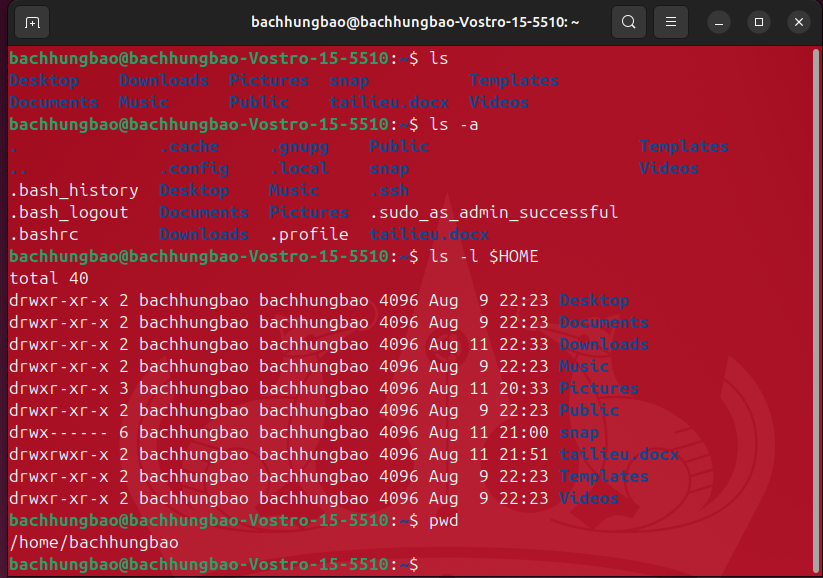 bachhungbao@bachhungbao-Vostro-15-5510: ~
bachhungbao@bachhungbao-Vostro-15-5510:~$ ls
Desktop    Downloads  Pictures  snap          Templates
Documents  Music      Public    tailieu.docx  Videos
bachhungbao@bachhungbao-Vostro-15-5510:~$ ls -a
.              .cache     .gnupg    Public                     Templates
..             .config    .local    snap                       Videos
.bash_history  Desktop    Music     .ssh
.bash_logout   Documents  Pictures  .sudo_as_admin_successful
.bashrc        Downloads  .profile  tailieu.docx
bachhungbao@bachhungbao-Vostro-15-5510:~$ ls -l $HOME
total 40
drwxr-xr-x 2 bachhungbao bachhungbao 4096 Aug  9 22:23 Desktop
drwxr-xr-x 2 bachhungbao bachhungbao 4096 Aug  9 22:23 Documents
drwxr-xr-x 2 bachhungbao bachhungbao 4096 Aug 11 22:33 Downloads
drwxr-xr-x 2 bachhungbao bachhungbao 4096 Aug  9 22:23 Music
drwxr-xr-x 3 bachhungbao bachhungbao 4096 Aug 11 20:33 Pictures
drwxr-xr-x 2 bachhungbao bachhungbao 4096 Aug  9 22:23 Public
drwx------ bachhungbao bachhungbao 4096 Aug 11 21:00 snap
drwxrwxr-x 2 bachhungbao bachhungbao 4096 Aug 11 21:51 tailieu.docx
drwxr-xr-x 2 bachhungbao bachhungbao 4096 Aug  9 22:23 Templates
drwxr-xr-x 2 bachhungbao bachhungbao 4096 Aug  9 22:23 Videos
bachhungbao@bachhungbao-Vostro-15-5510:~$ pwd
/home/bachhungbao
bachhungbao@bachhungbao-Vostro-15-5510:~$